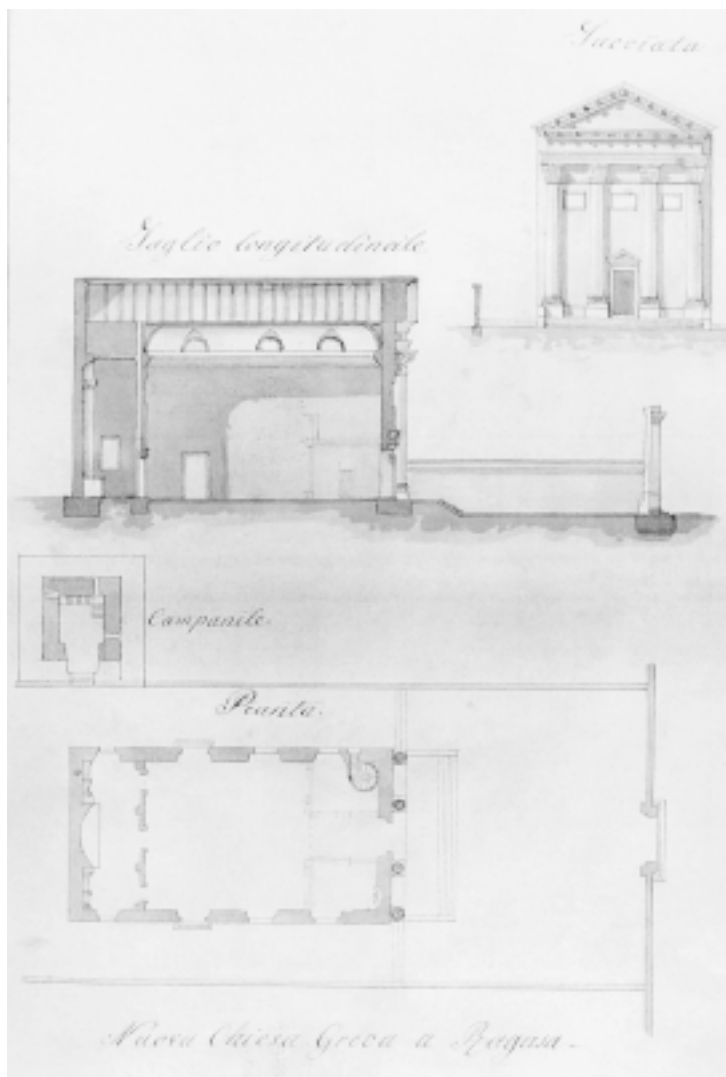 Facciata
Taglio longitudinale
Campanile.
Pianta.
Nuova Chiesa Greca a Ragusa.